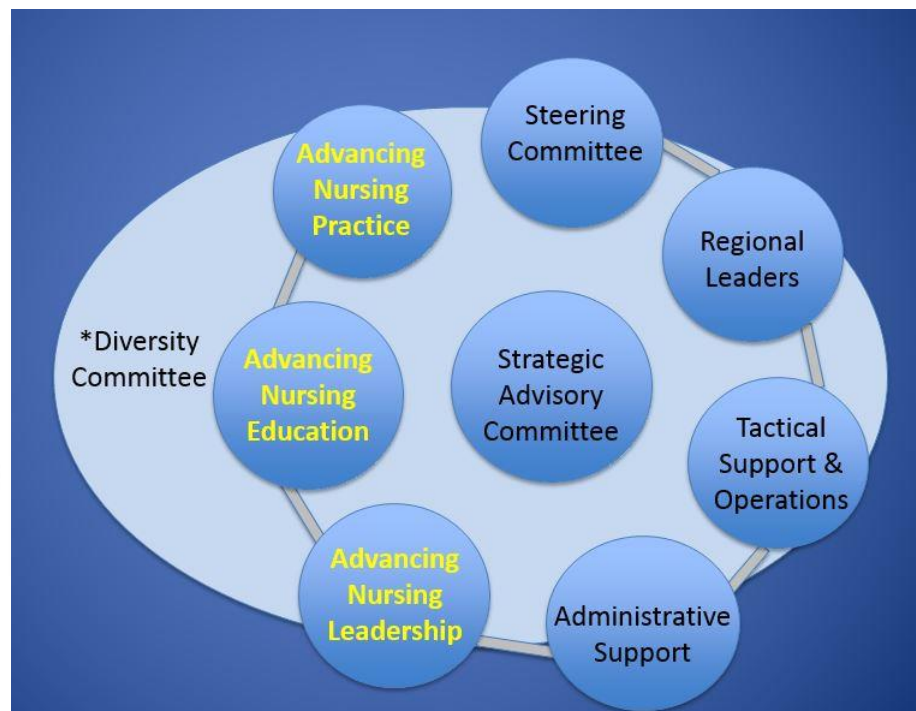 Steering
Committee
Advancing
Nursing
Practice
Regional
Leaders
*Diversity
Committee
Advancing
Nursing
Education
Strategic
Advisory
Committee
Tactical
Support &
Operations
Advancing
Nursing
Leadership
Administrative
Support